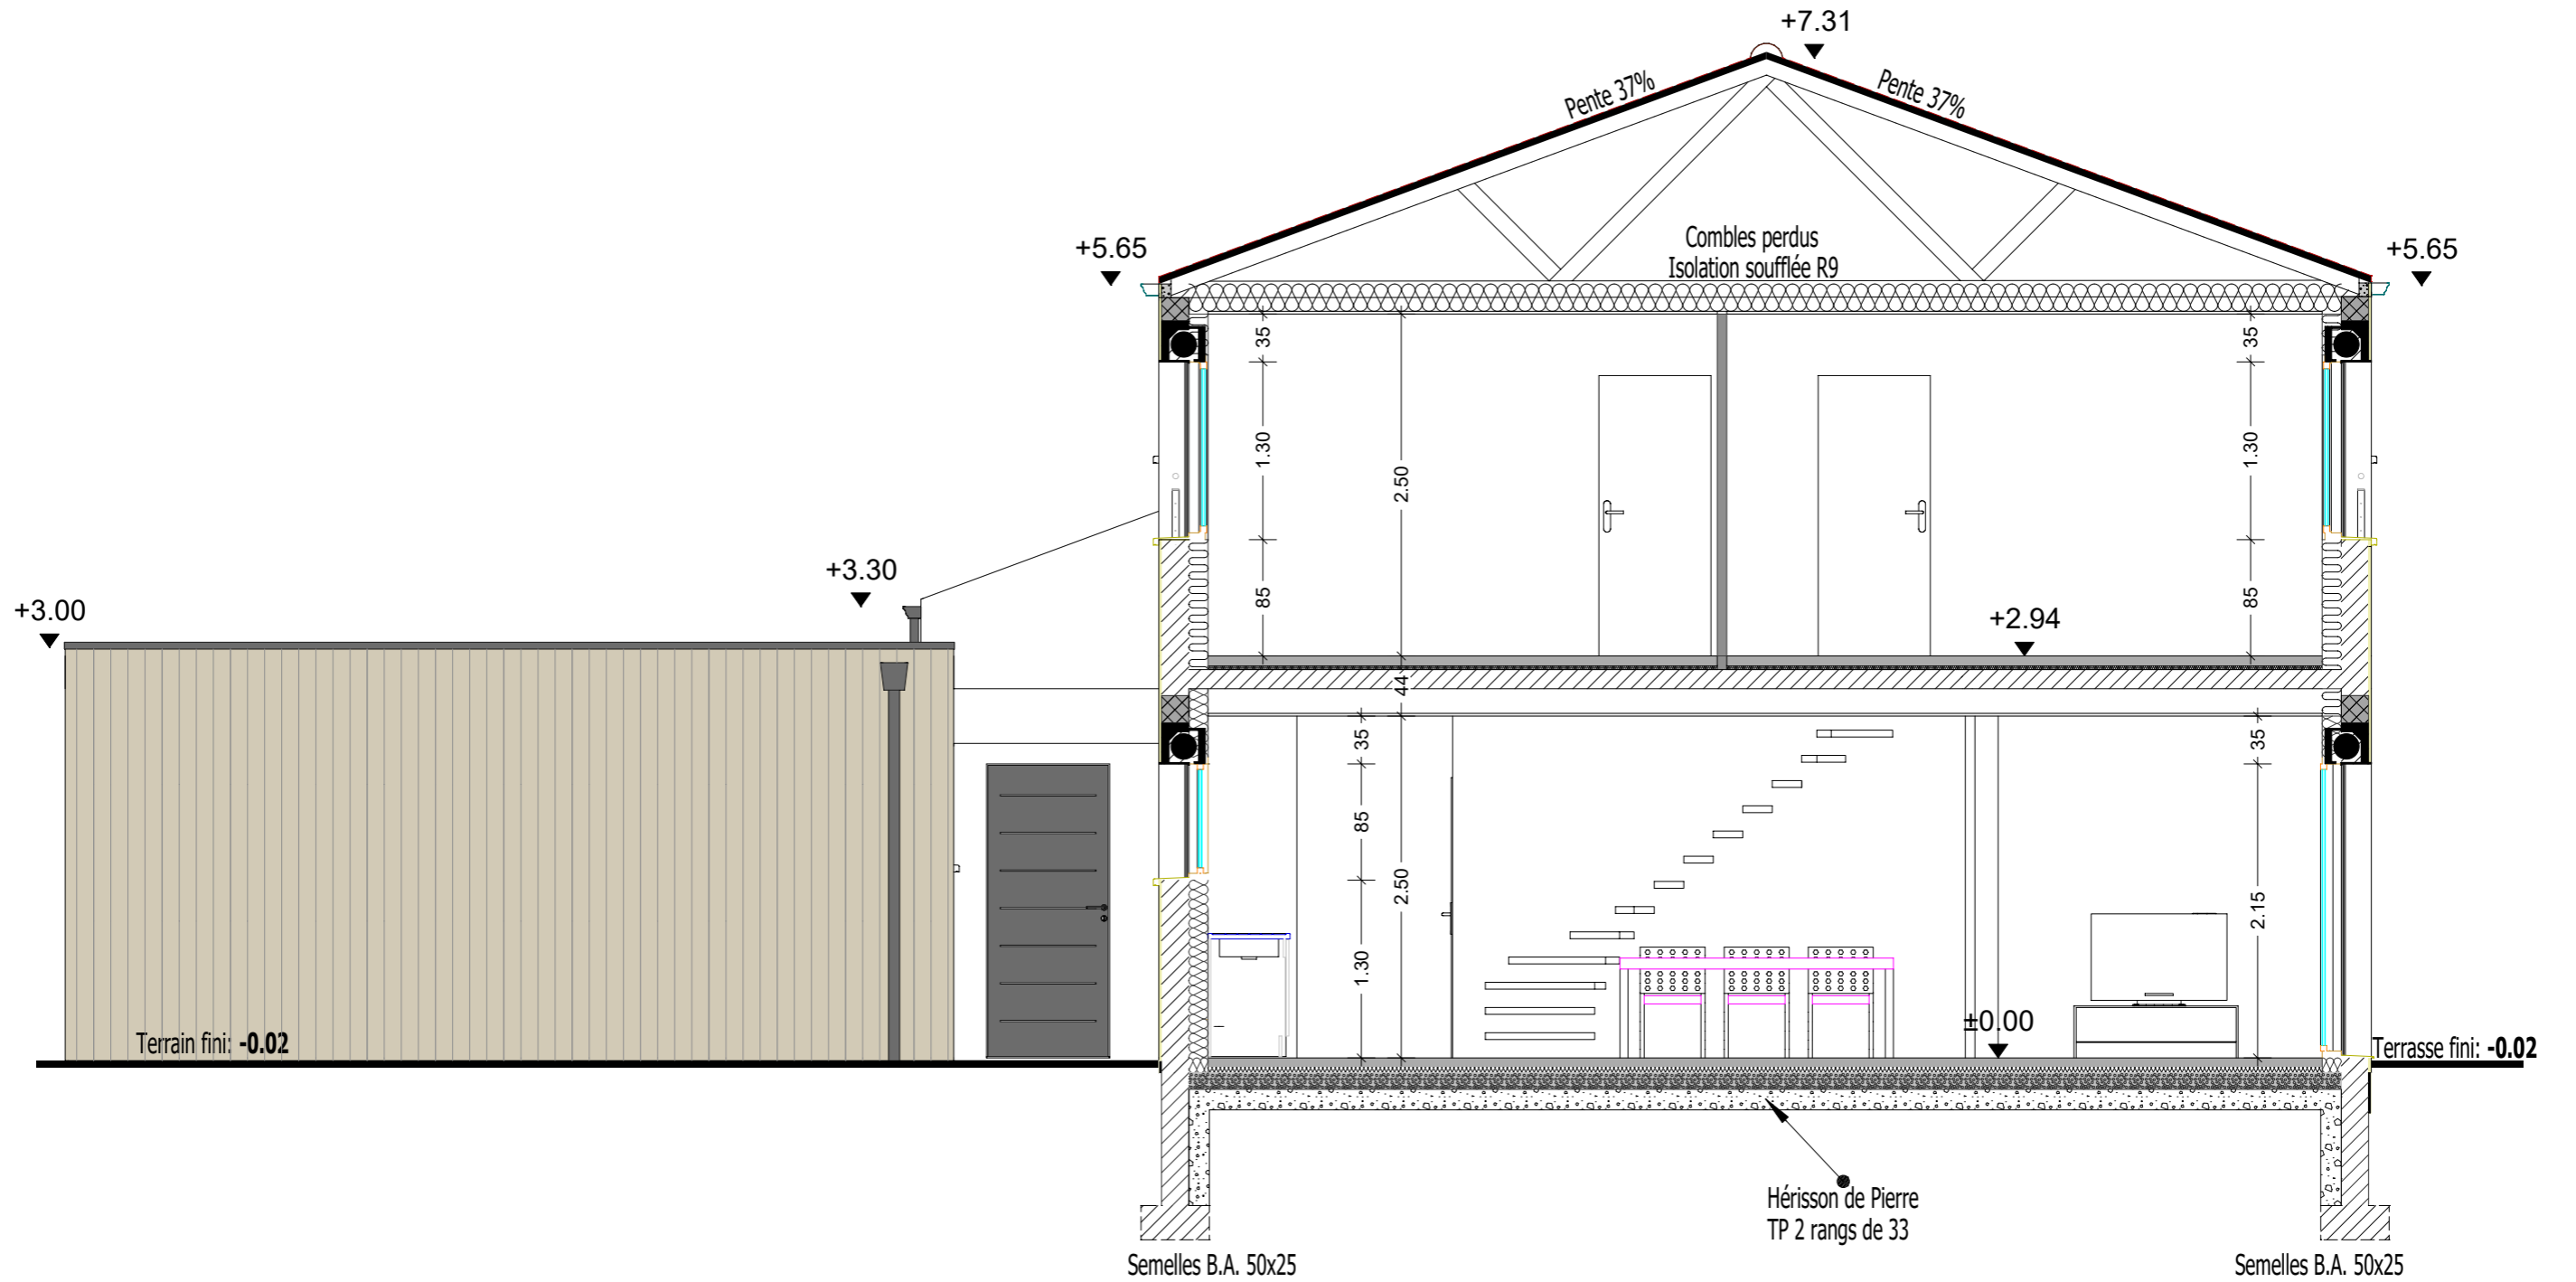 +7.31
Pente 37%
Pente 37%
+5.65
+5.65
Combles perdus
Isolation soufflée R9
35
35
1.30
2.50
1.30
+3.30
+3.00
85
85
+2.94
44
35
35
85
2.50
2.15
1.30
±0.00
Terrain fini: -0.02
Terrasse fini: -0.02
Hérisson de Pierre
TP 2 rangs de 33
Semelles B.A. 50x25
Semelles B.A. 50x25